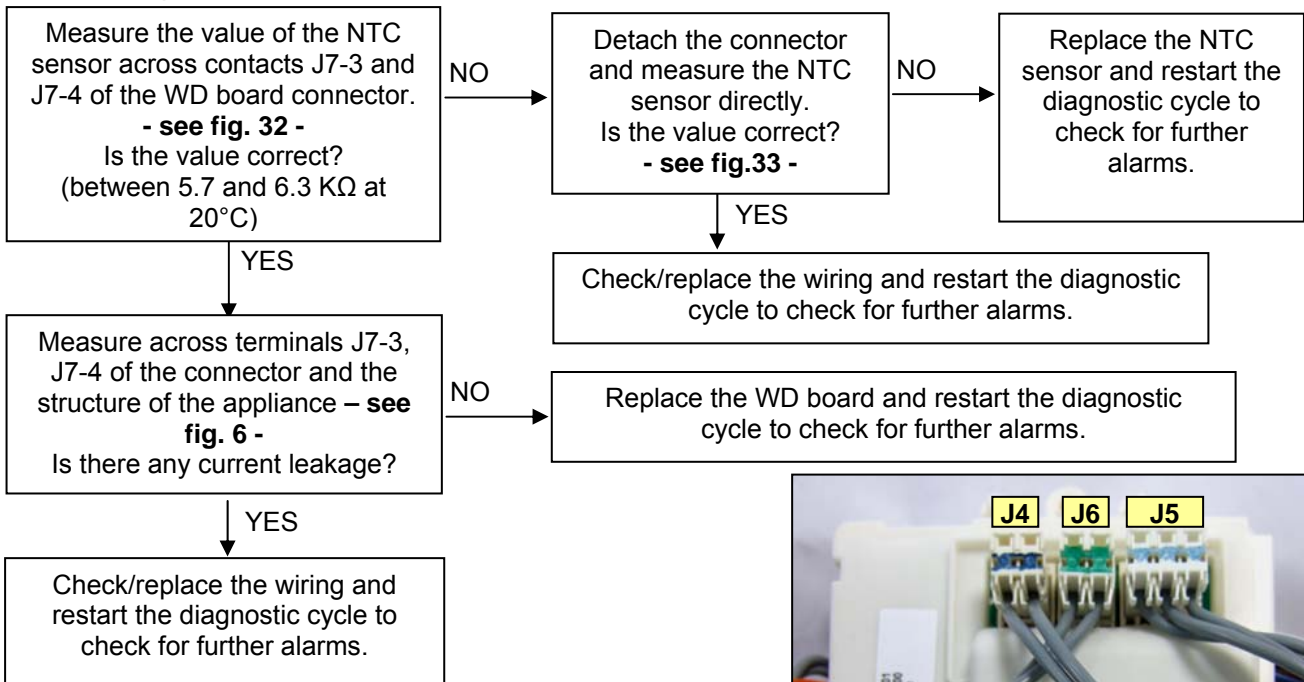 Measure the value of the NTC
sensor across contacts J7-3 and
J7-4 of the WD board connector.
- see fig. 32 -
Is the value correct?
(between 5.7 and 6.3 KΩ at
20°C)
NO
Detach the connector
and measure the NTC
sensor directly.
Is the value correct?
- see fig.33 -
NO
Replace the NTC
sensor and restart the
diagnostic cycle to
check for further
alarms.
YES
YES
Check/replace the wiring and restart the diagnostic
cycle to check for further alarms.
Measure across terminals J7-3,
J7-4 of the connector and the
structure of the appliance – see
fig. 6 -
Is there any current leakage?
NO
Replace the WD board and restart the diagnostic
cycle to check for further alarms.
YES
Check/replace the wiring and
restart the diagnostic cycle to
check for further alarms.
J4 J6 J5